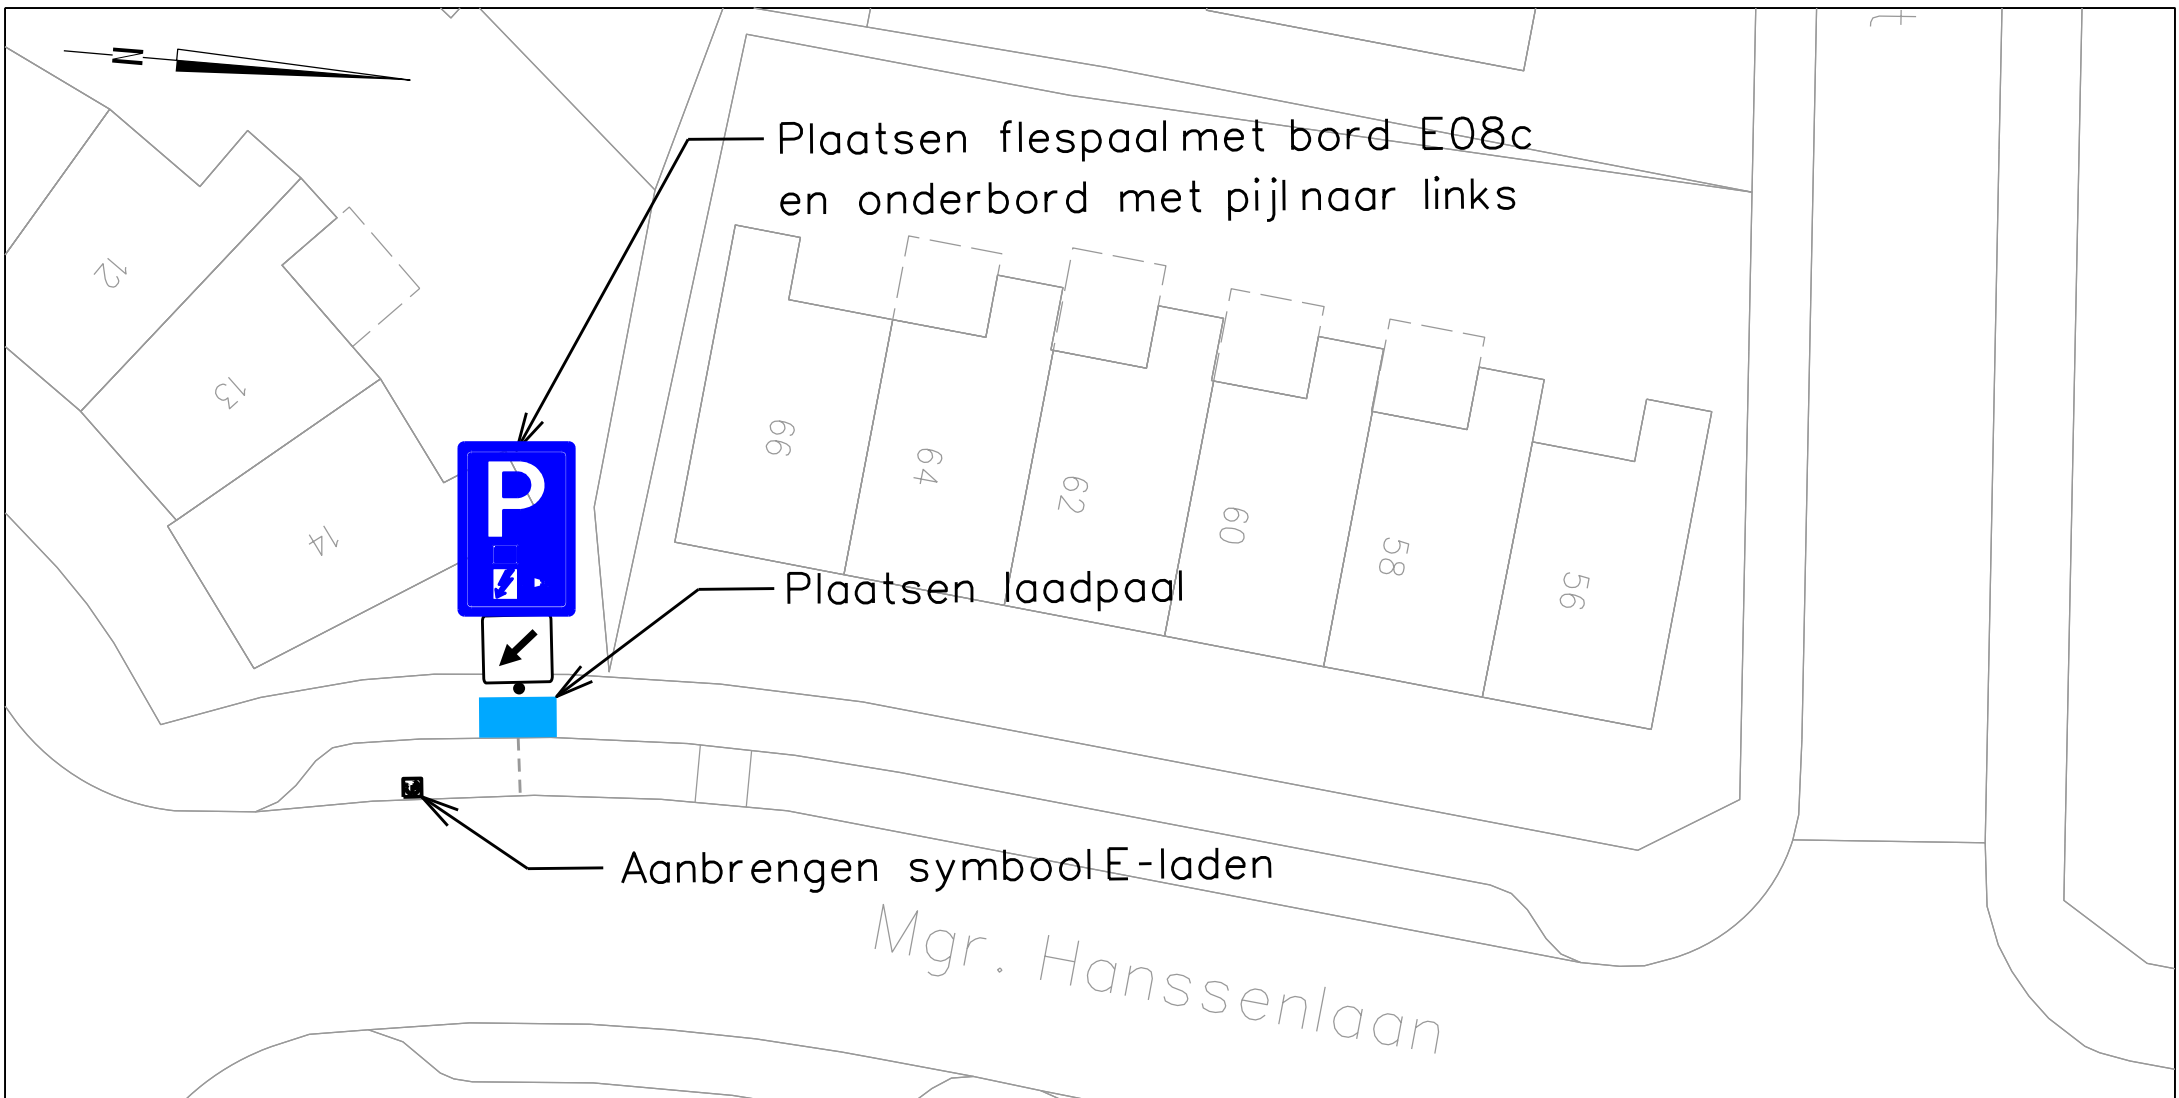 N
t
Plaatsen flespaal met bord E08c
en onderbord met pijl naar links
12
13
14
66
64
62
60
58
56
P
Plaatsen laadpaal
Aanbrengen symbool E-laden
Mgr. Hanssenlaan